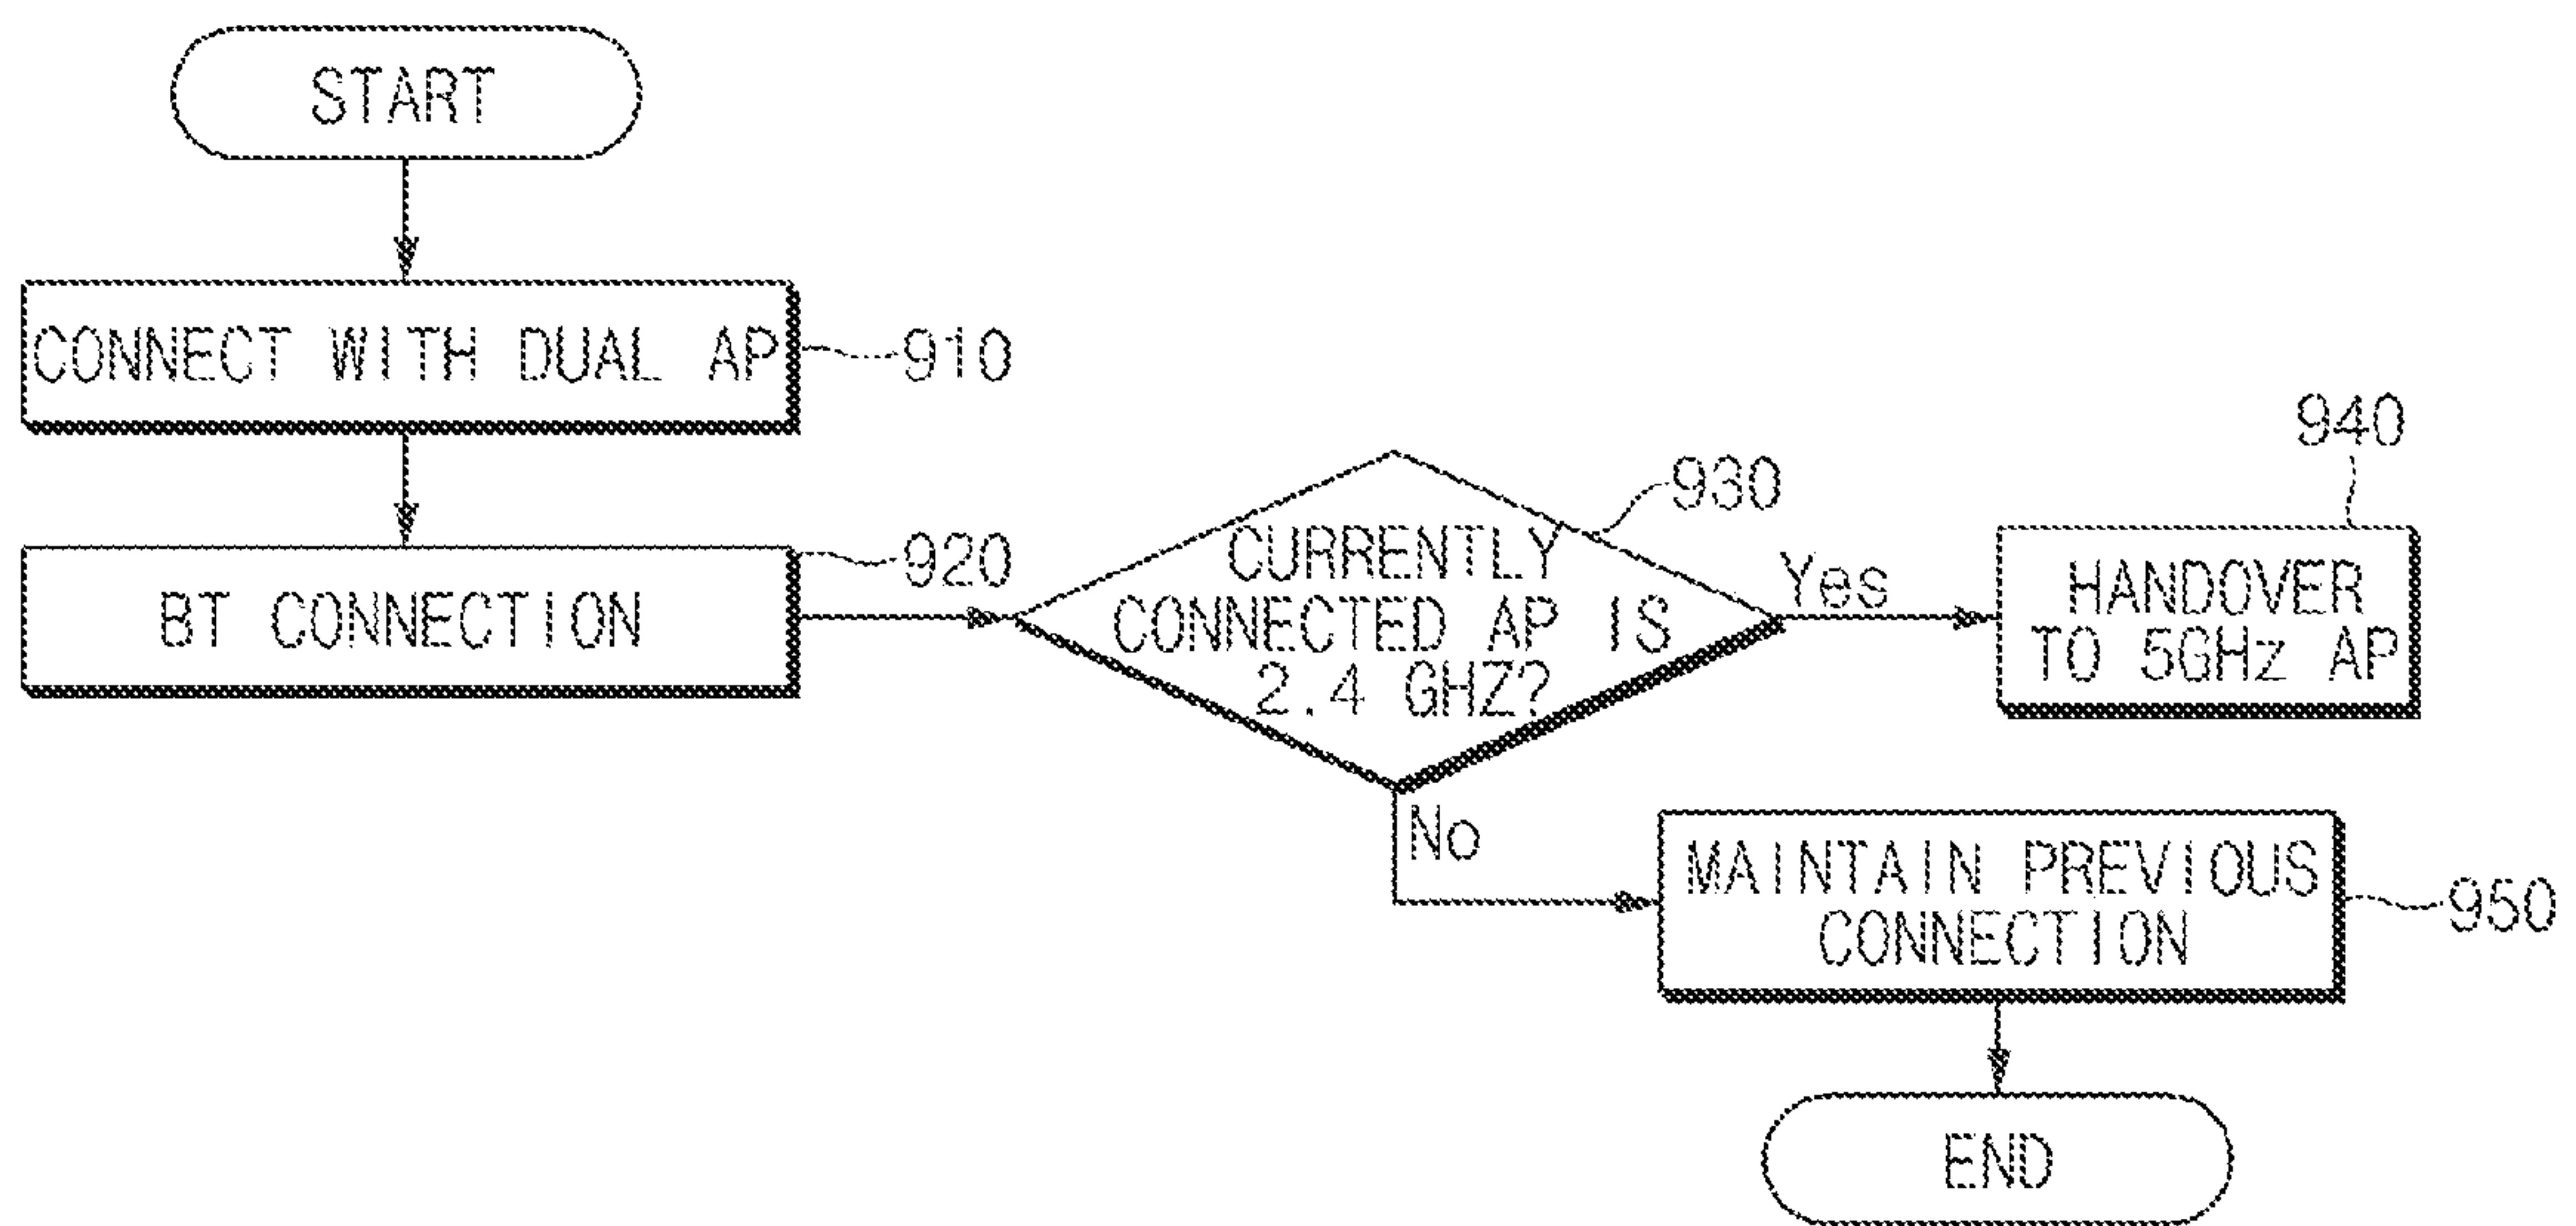 START
CONNECT WITH DUAL AP
910
BT CONNECTION
920
CURRENTLY
CONNECTED AP IS
2.4 GHZ?
930
Yes
940
HANDOVER
TO 5GHz AP
No
MAINTAIN PREVIOUS
CONNECTION
950
END